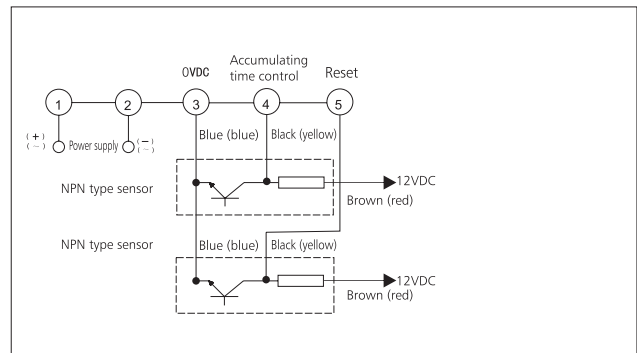 0VDC
Accumulating
time control
Reset
1
2
3
4
5
(+)
(~)
Power supply
(−)
(~)
Blue (blue)
Black (yellow)
NPN type sensor
12VDC
Brown (red)
NPN type sensor
Blue (blue)
Black (yellow)
12VDC
Brown (red)